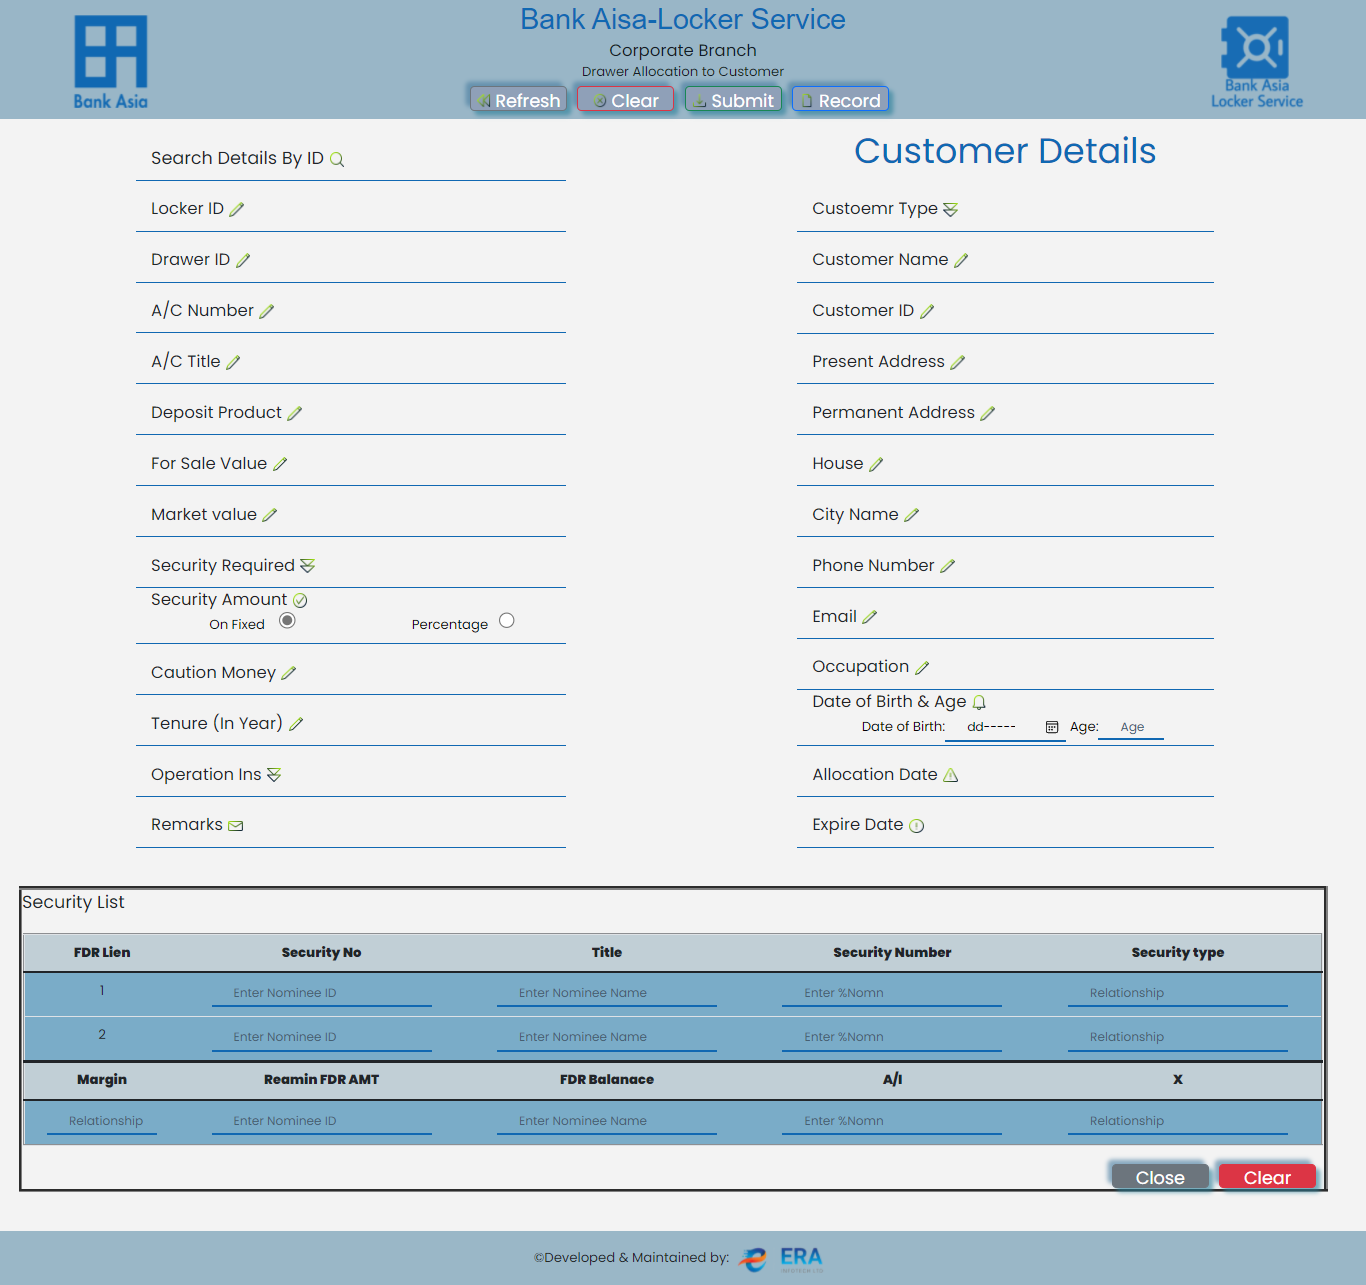 Bank Aisa-Locker Service
Corporate Branch
Drawer Allocation to Customer
Refresh Clear Submit Record
Bank Asia
Bank Asia
Locker Service
Search Details By ID
Locker ID
Drawer ID
A/C Number
A/C Title
Deposit Product
For Sale Value
Market value
Security Required
Security Amount
On Fixed Percentage
Caution Money
Tenure (In Year)
Operation Ins
Remarks
Customer Details
Custoemr Type
Customer Name
Customer ID
Present Address
Permanent Address
House
City Name
Phone Number
Email
Occupation
Date of Birth & Age
Date of Birth: dd----- Age: Age
Allocation Date
Expire Date
Security List
FDR Lien Security No Title Security Number Security type
1 Enter Nominee ID Enter Nominee Name Enter %Nomn Relationship
2 Enter Nominee ID Enter Nominee Name Enter %Nomn Relationship
Margin Reamin FDR AMT FDR Balanace A/I X
Relationship Enter Nominee ID Enter Nominee Name Enter %Nomn Relationship
Close Clear
©Developed & Maintained by: ERA
INFOTECH LTD